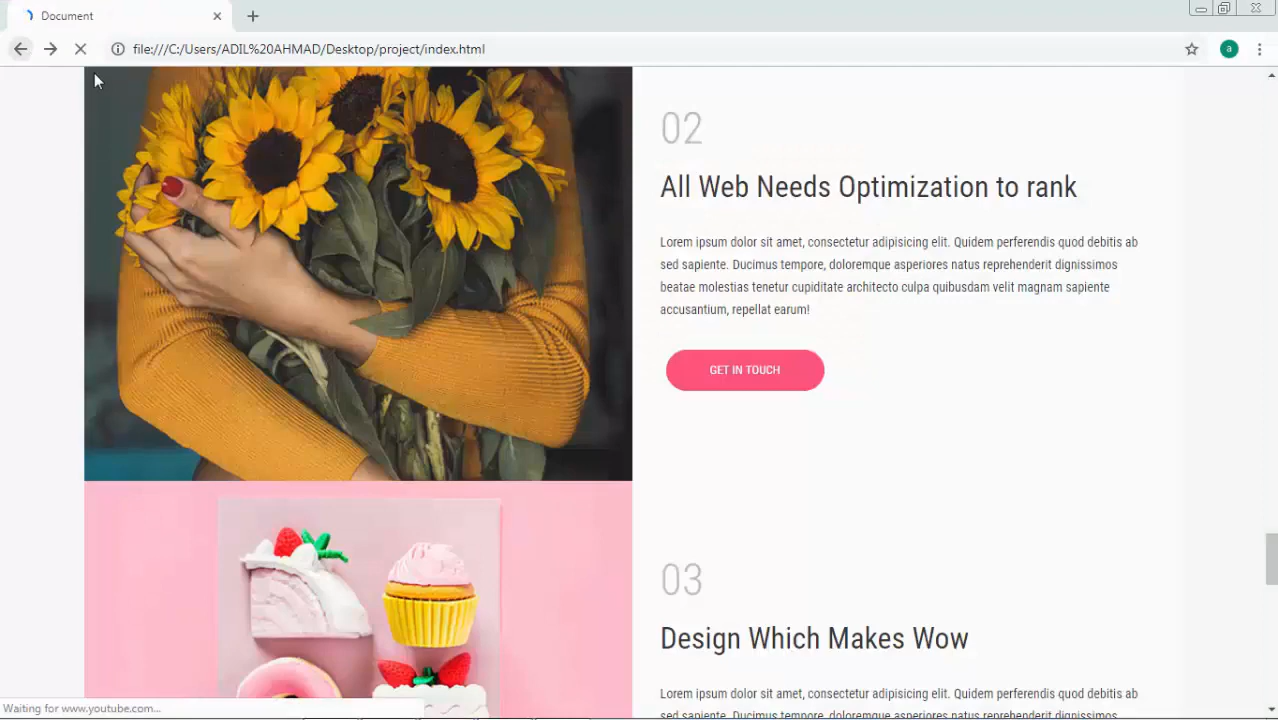 Document
file:///C:/Users/ADIL%20AHMAD/Desktop/project/index.html
a
02
All Web Needs Optimization to rank
Lorem ipsum dolor sit amet, consectetur adipisicing elit. Quidem perferendis quod debitis ab
sed sapiente. Ducimus tempore, doloremque asperiores natus reprehenderit dignissimos
beatae molestias tenetur cupiditate architecto culpa quibusdam velit magnam sapiente
accusantium, repellat earum!
GET IN TOUCH
03
Design Which Makes Wow
Lorem ipsum dolor sit amet, consectetur adipisicing elit. Quidem perferendis quod debitis ab
Waiting for www.youtube.com...